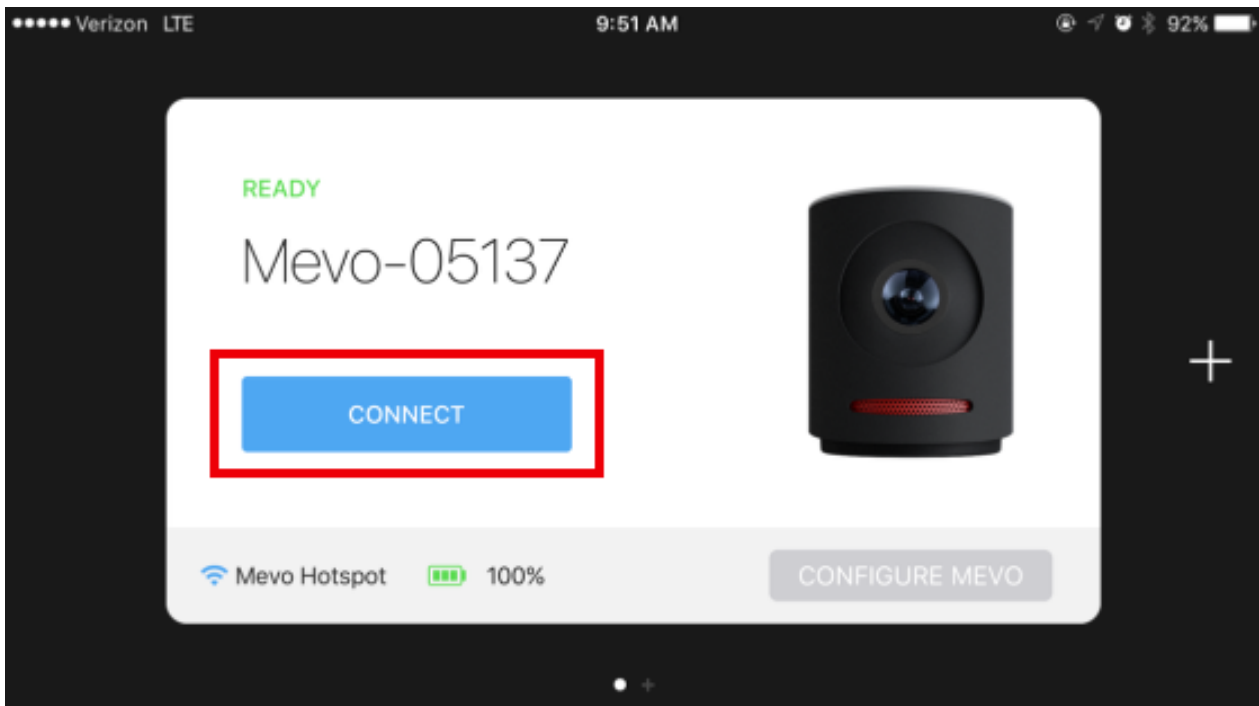 Verizon LTE 9:51 AM 92%
READY
Mevo-05137
CONNECT
Mevo Hotspot 100% CONFIGURE MEVO